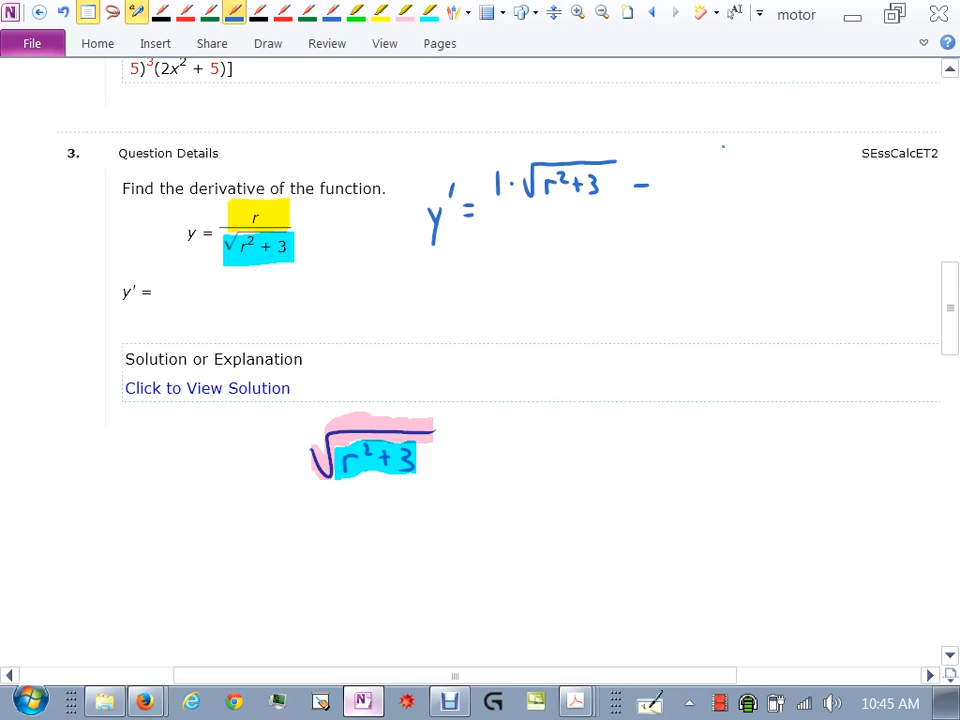 motor
File Home Insert Share Draw Review View Pages
5)³(2x² + 5)]
3. Question Details SEssCalcET2
Find the derivative of the function.
y = r / √(r² + 3)
y' = 1 · √(r²+3) −
y' =
Solution or Explanation
Click to View Solution
√(r²+3)
10:45 AM